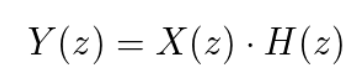 Y(z) = X(z) · H(z)